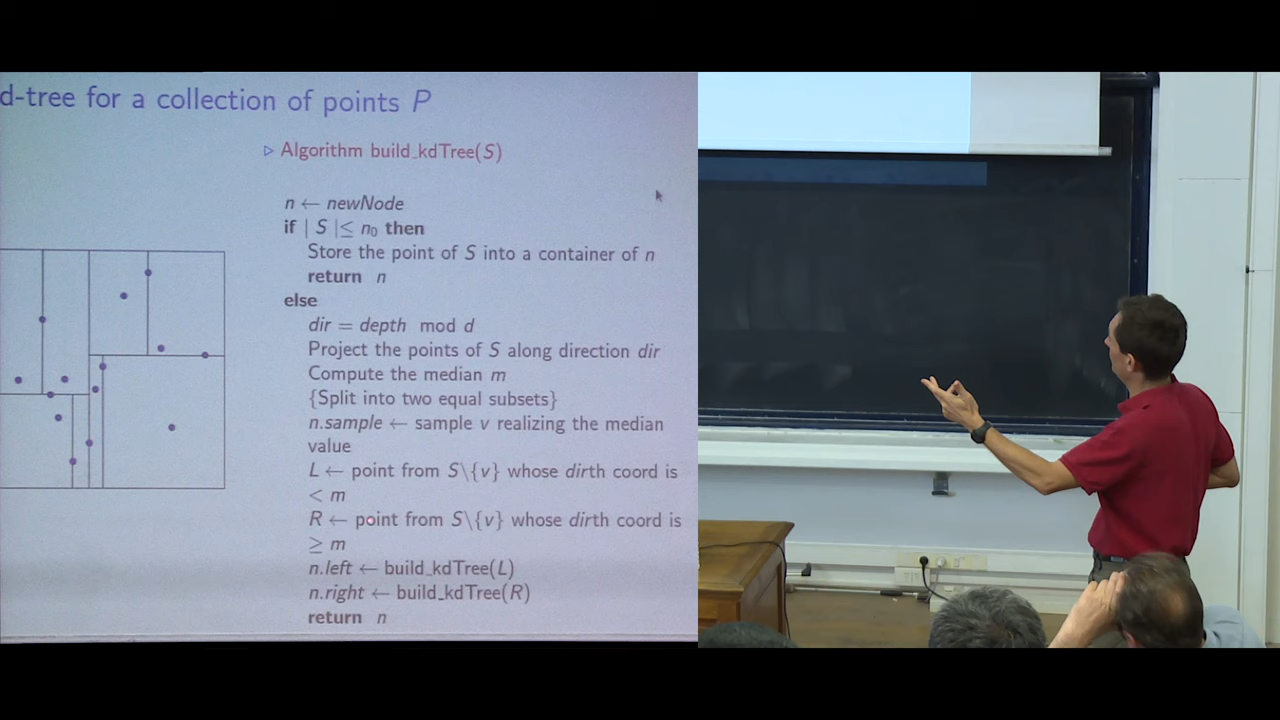 d-tree for a collection of points P
▷ Algorithm build_kdTree(S)
n ← newNode
if | S |≤ n₀ then
Store the point of S into a container of n
return n
else
dir = depth mod d
Project the points of S along direction dir
Compute the median m
{Split into two equal subsets}
n.sample ← sample v realizing the median
value
L ← point from S\{v} whose dirth coord is
< m
R ← point from S\{v} whose dirth coord is
≥ m
n.left ← build_kdTree(L)
n.right ← build_kdTree(R)
return n